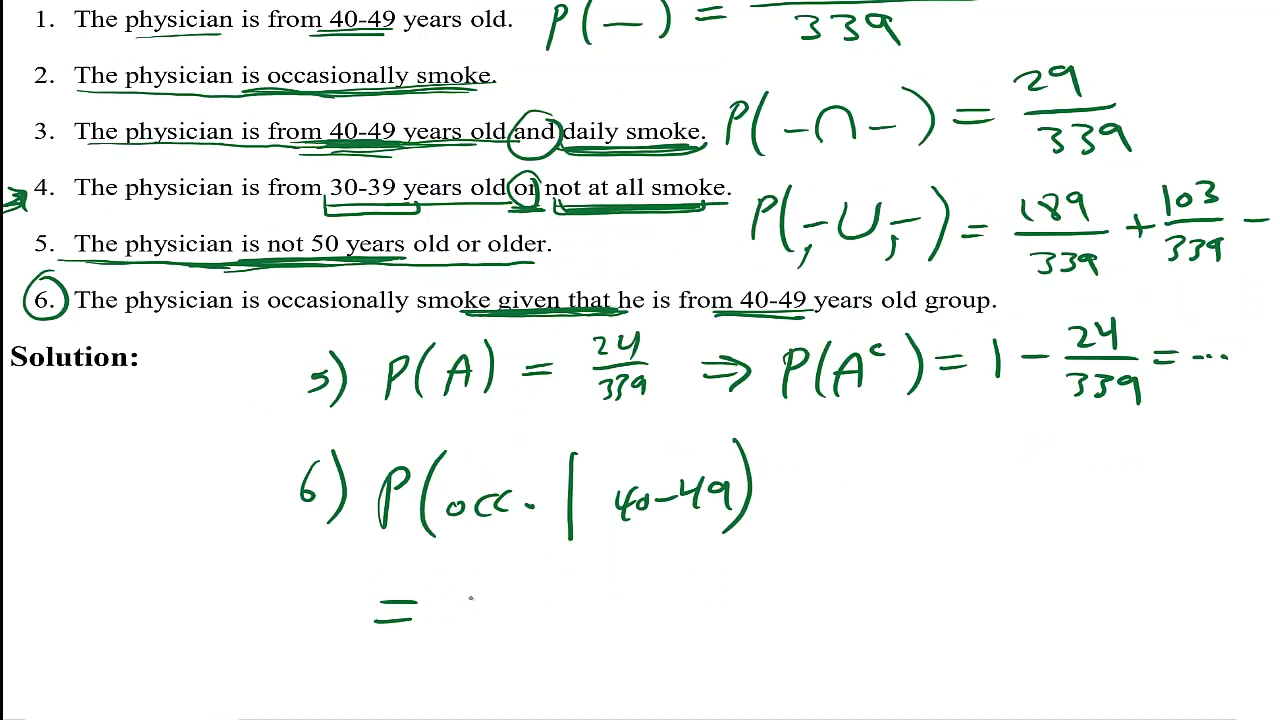 1. The physician is from 40-49 years old. P(—) = 339
2. The physician is occasionally smoke.
3. The physician is from 40-49 years old and daily smoke. P(-∩-) = 29/339
4. The physician is from 30-39 years old or not at all smoke. P(-∪-) = 189/339 + 103/339 -
5. The physician is not 50 years old or older.
6. The physician is occasionally smoke given that he is from 40-49 years old group.
Solution:
5) P(A) = 24/339 ⇒ P(Aᶜ) = 1 - 24/339 = ...
6) P(occ. | 40-49)
=